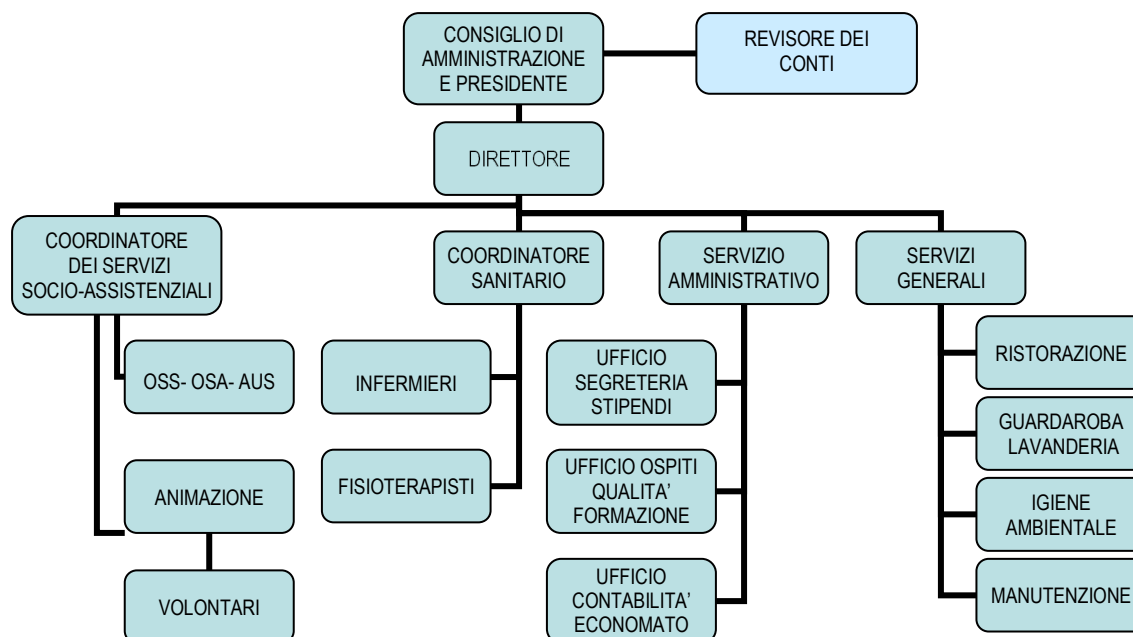 CONSIGLIO DI
AMMINISTRAZIONE
E PRESIDENTE
REVISORE DEI
CONTI
DIRETTORE
COORDINATORE
DEI SERVIZI
SOCIO-ASSISTENZIALI
COORDINATORE
SANITARIO
SERVIZIO
AMMINISTRATIVO
SERVIZI
GENERALI
OSS- OSA- AUS
ANIMAZIONE
VOLONTARI
INFERMIERI
FISIOTERAPISTI
UFFICIO
SEGRETERIA
STIPENDI
UFFICIO OSPITI
QUALITA’
FORMAZIONE
UFFICIO
CONTABILITA’
ECONOMATO
RISTORAZIONE
GUARDAROBA
LAVANDERIA
IGIENE
AMBIENTALE
MANUTENZIONE